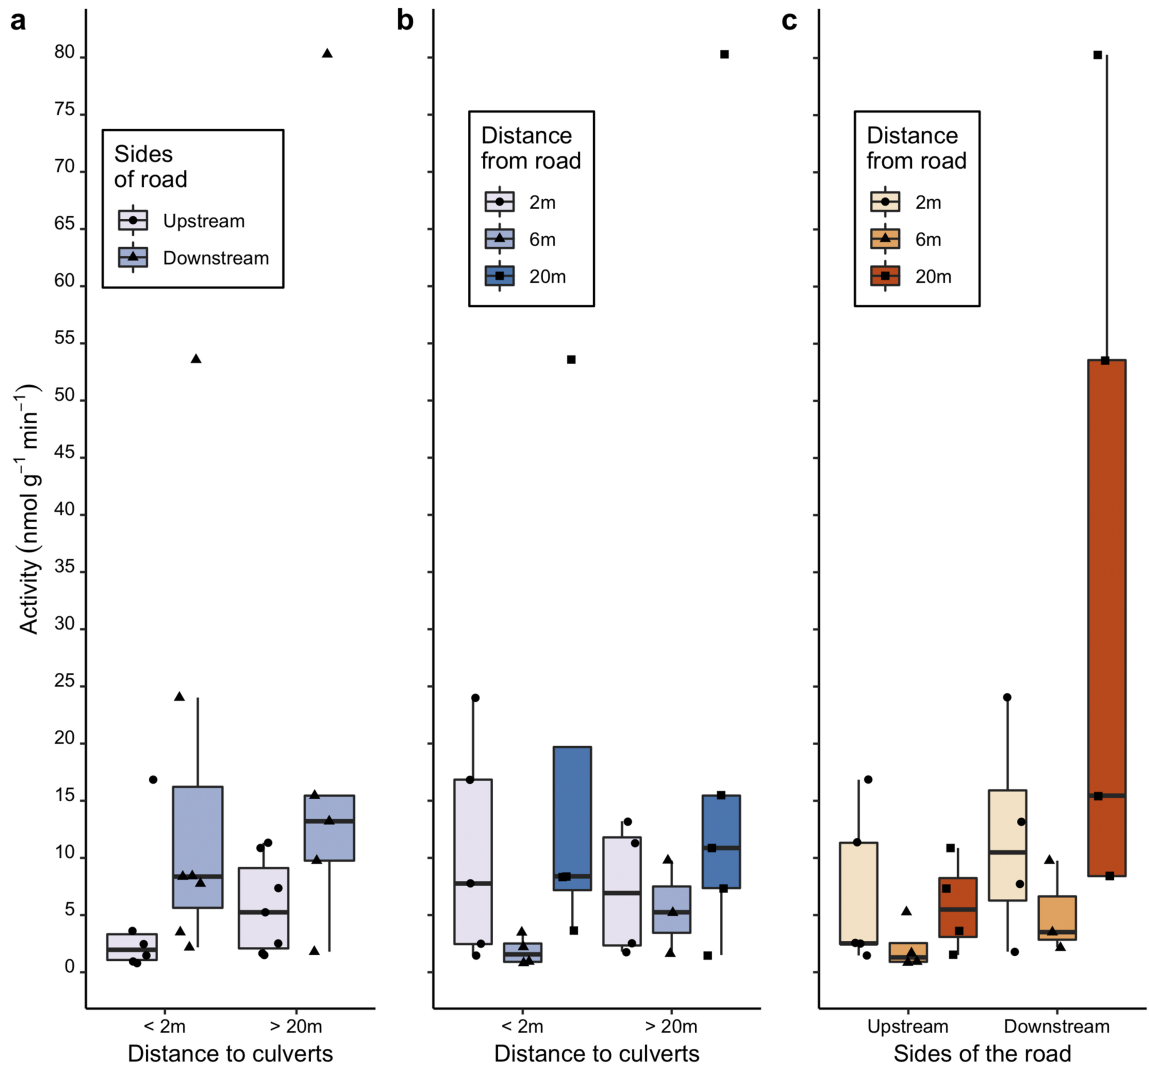 a
b
c
80
75
70
65
60
55
50
45
40
35
30
25
20
15
10
5
0
Activity (nmol g⁻¹ min⁻¹)
Sides
of road
Upstream
Downstream
< 2m
> 20m
Distance to culverts
Distance
from road
2m
6m
20m
< 2m
> 20m
Distance to culverts
Distance
from road
2m
6m
20m
Upstream
Downstream
Sides of the road